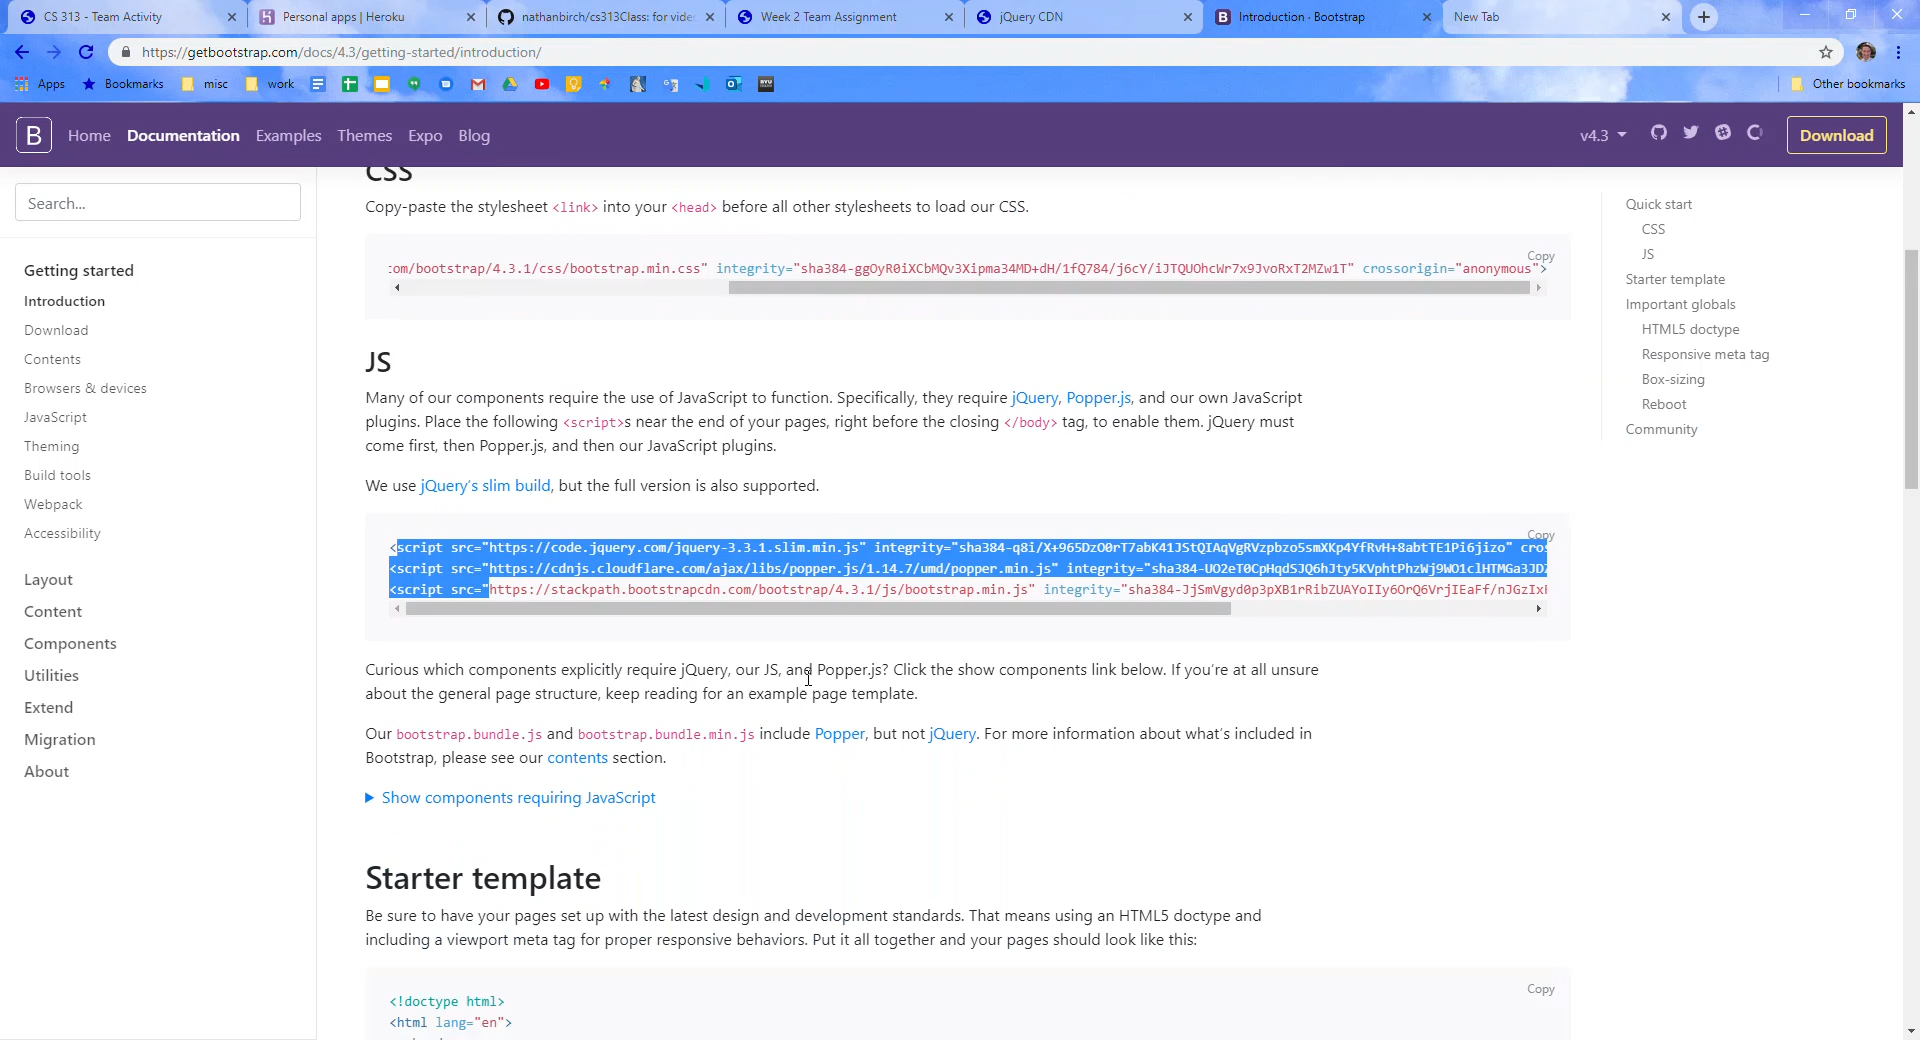 CS 313 - Team Activity
Personal apps | Heroku
nathanbirch/cs313Class: for vide
Week 2 Team Assignment
jQuery CDN
Introduction · Bootstrap
New Tab
https://getbootstrap.com/docs/4.3/getting-started/introduction/
Apps
Bookmarks
misc
work
Other bookmarks
B
Home
Documentation
Examples
Themes
Expo
Blog
v4.3
Download
Search...
Getting started
Introduction
Download
Contents
Browsers & devices
JavaScript
Theming
Build tools
Webpack
Accessibility
Layout
Content
Components
Utilities
Extend
Migration
About
CSS
Copy-paste the stylesheet <link> into your <head> before all other stylesheets to load our CSS.
Copy
:om/bootstrap/4.3.1/css/bootstrap.min.css" integrity="sha384-ggOyR0iXCbMQv3Xipma34MD+dH/1fQ784/j6cY/iJTQUOhcWr7x9JvoRxT2MZw1T" crossorigin="anonymous">
JS
Many of our components require the use of JavaScript to function. Specifically, they require jQuery, Popper.js, and our own JavaScript
plugins. Place the following <script>s near the end of your pages, right before the closing </body> tag, to enable them. jQuery must
come first, then Popper.js, and then our JavaScript plugins.
We use jQuery's slim build, but the full version is also supported.
Copy
<script src="https://code.jquery.com/jquery-3.3.1.slim.min.js" integrity="sha384-q8i/X+965DzO0rT7abK41JStQIAqVgRVzpbzo5smXKp4YfRvH+8abtTE1Pi6jizo" cros
<script src="https://cdnjs.cloudflare.com/ajax/libs/popper.js/1.14.7/umd/popper.min.js" integrity="sha384-UO2eT0CpHqdSJQ6hJty5KVphtPhzWj9WO1clHTMGa3JDZ
<script src="https://stackpath.bootstrapcdn.com/bootstrap/4.3.1/js/bootstrap.min.js" integrity="sha384-JjSmVgyd0p3pXB1rRibZUAYoIIy6OrQ6VrjIEaFf/nJGzIxF
Curious which components explicitly require jQuery, our JS, and Popper.js? Click the show components link below. If you're at all unsure
about the general page structure, keep reading for an example page template.
Our bootstrap.bundle.js and bootstrap.bundle.min.js include Popper, but not jQuery. For more information about what's included in
Bootstrap, please see our contents section.
Show components requiring JavaScript
Starter template
Be sure to have your pages set up with the latest design and development standards. That means using an HTML5 doctype and
including a viewport meta tag for proper responsive behaviors. Put it all together and your pages should look like this:
Copy
<!doctype html>
<html lang="en">
Quick start
CSS
JS
Starter template
Important globals
HTML5 doctype
Responsive meta tag
Box-sizing
Reboot
Community